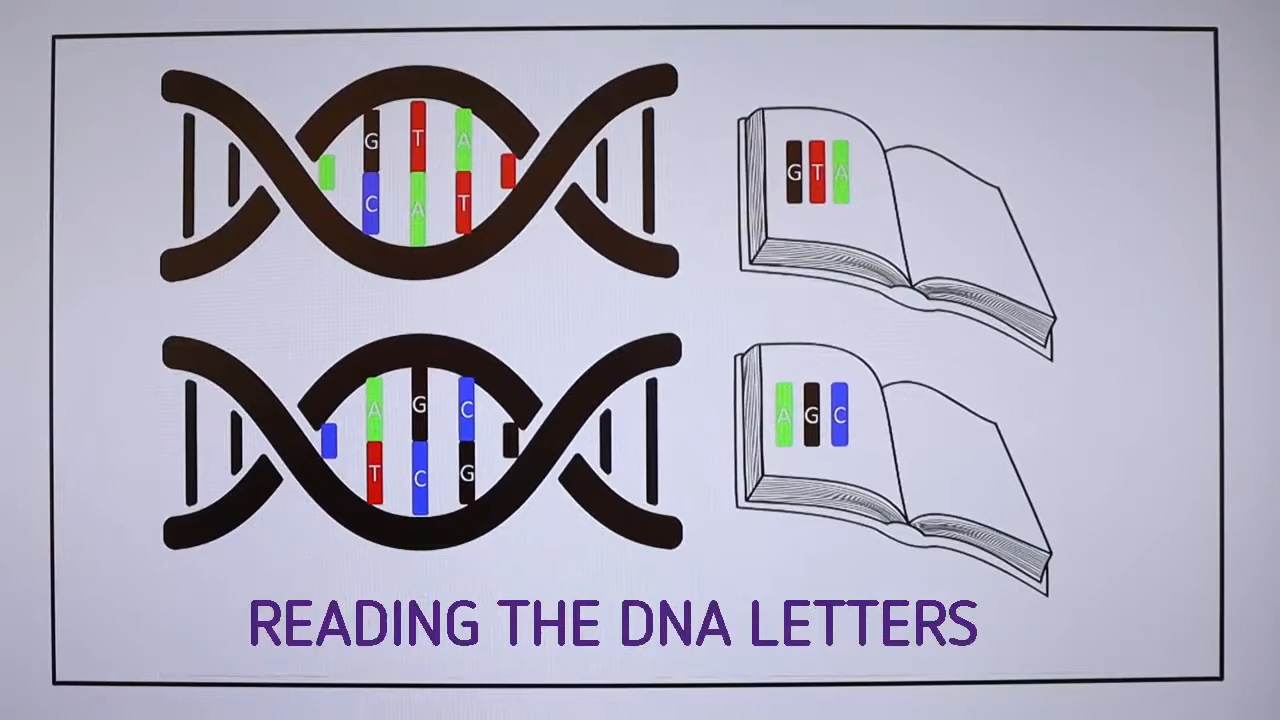 G T A
C A T
G T A
A G C
T C G
A G C
READING THE DNA LETTERS